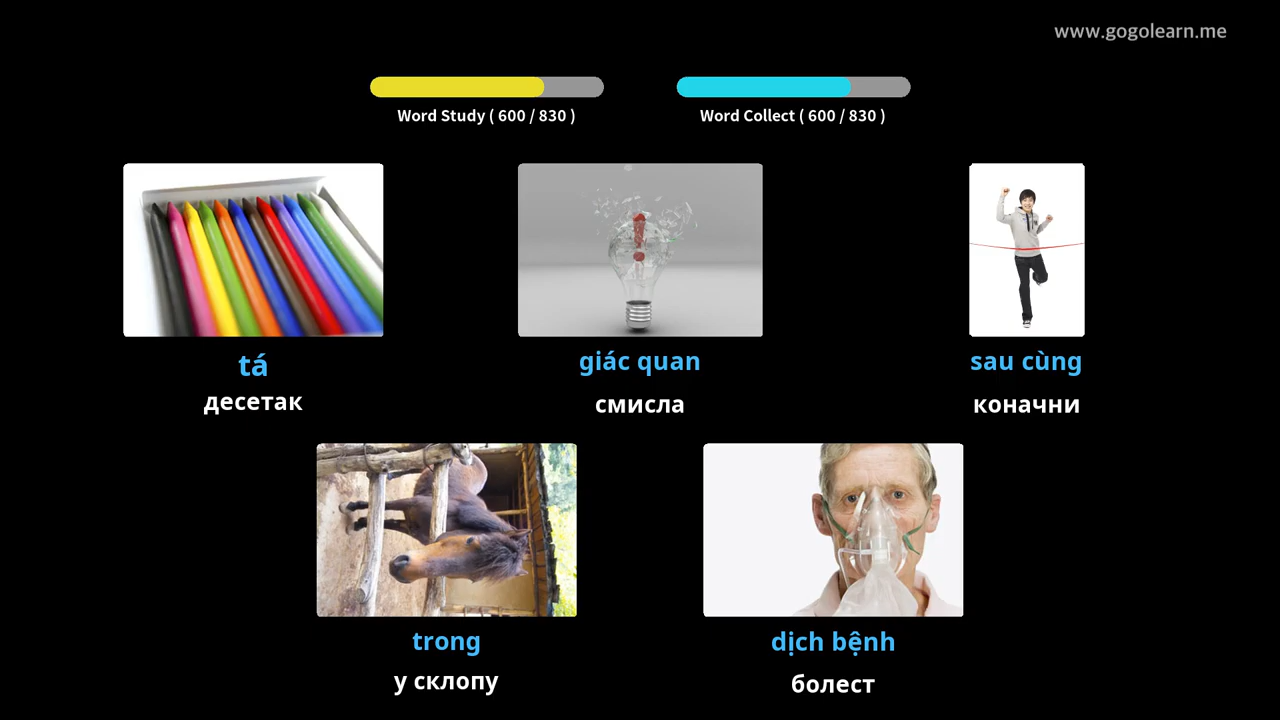 www.gogolearn.me
Word Study ( 600 / 830 )
Word Collect ( 600 / 830 )
tá
десетак
giác quan
смисла
sau cùng
коначни
trong
у склопу
dịch bệnh
болест